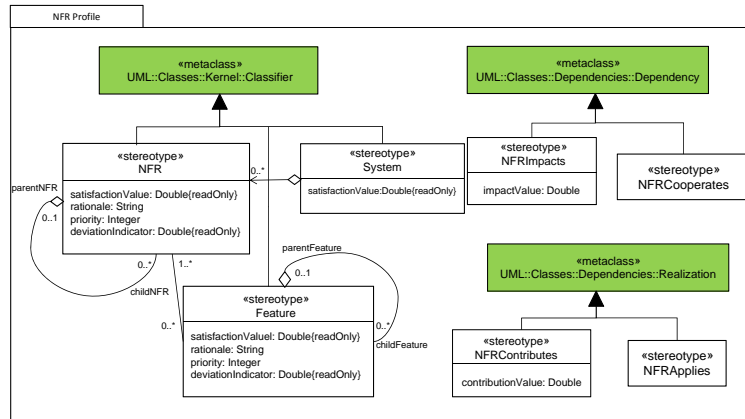 NFR Profile
«metaclass»
UML::Classes::Kernel::Classifier
«metaclass»
UML::Classes::Dependencies::Dependency
«stereotype»
NFR
satisfactionValue: Double{readOnly}
rationale: String
priority: Integer
deviationIndicator: Double{readOnly}
«stereotype»
System
satisfactionValue:Double{readOnly}
0..*
«stereotype»
NFRImpacts
impactValue: Double
«stereotype»
NFRCooperates
parentNFR
0..1
0..*
childNFR
1..*
0..*
parentFeature
0..1
0..*
childFeature
«stereotype»
Feature
satisfactionValuel: Double{readOnly}
rationale: String
priority: Integer
deviationIndicator: Double{readOnly}
«metaclass»
UML::Classes::Dependencies::Realization
«stereotype»
NFRContributes
contributionValue: Double
«stereotype»
NFRApplies